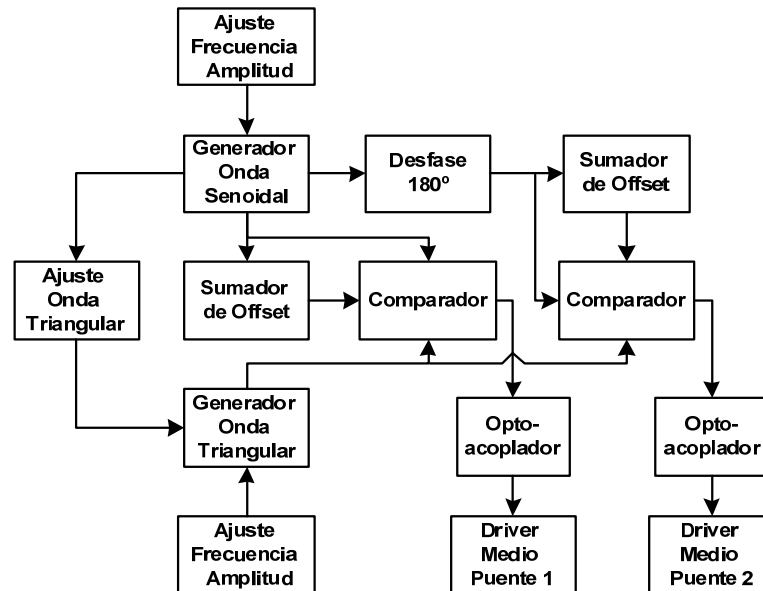 Ajuste
Frecuencia
Amplitud
Generador
Onda
Senoidal
Desfase
180º
Sumador
de Offset
Ajuste
Onda
Triangular
Sumador
de Offset
Comparador
Comparador
Generador
Onda
Triangular
Opto-
acoplador
Opto-
acoplador
Ajuste
Frecuencia
Amplitud
Driver
Medio
Puente 1
Driver
Medio
Puente 2